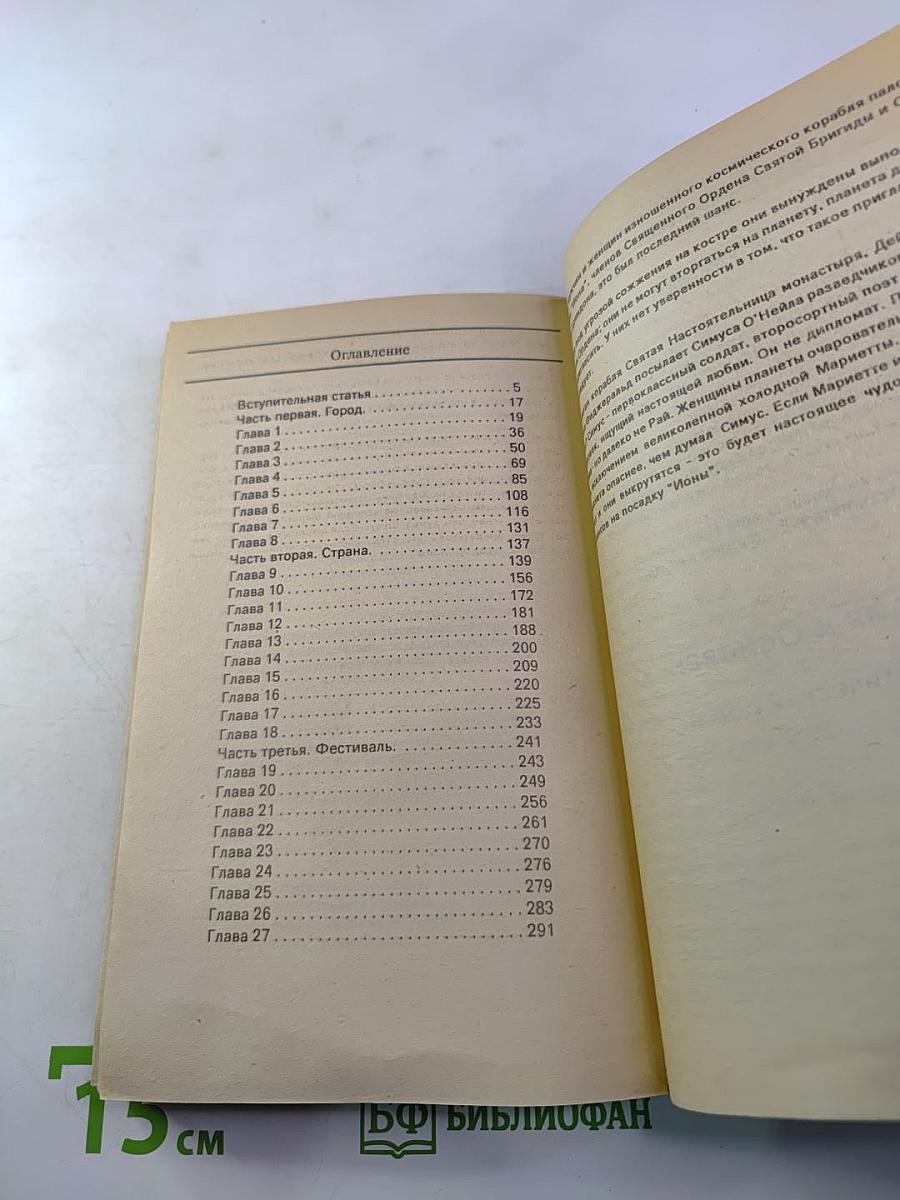 Оглавление
Вступительная статья . . . . . . . . . . . . . . . . . 5
Часть первая. Город. . . . . . . . . . . . . . . . . . 17
Глава 1 . . . . . . . . . . . . . . . . . . . . . . . . . . 19
Глава 2 . . . . . . . . . . . . . . . . . . . . . . . . . . 36
Глава 3 . . . . . . . . . . . . . . . . . . . . . . . . . . 50
Глава 4 . . . . . . . . . . . . . . . . . . . . . . . . . . 69
Глава 5 . . . . . . . . . . . . . . . . . . . . . . . . . . 85
Глава 6 . . . . . . . . . . . . . . . . . . . . . . . . . . 108
Глава 7 . . . . . . . . . . . . . . . . . . . . . . . . . . 116
Глава 8 . . . . . . . . . . . . . . . . . . . . . . . . . . 131
Часть вторая. Страна. . . . . . . . . . . . . . . . . 137
Глава 9 . . . . . . . . . . . . . . . . . . . . . . . . . . 139
Глава 10 . . . . . . . . . . . . . . . . . . . . . . . . . 156
Глава 11 . . . . . . . . . . . . . . . . . . . . . . . . . 172
Глава 12 . . . . . . . . . . . . . . . . . . . . . . . . . 181
Глава 13 . . . . . . . . . . . . . . . . . . . . . . . . . 188
Глава 14 . . . . . . . . . . . . . . . . . . . . . . . . . 200
Глава 15 . . . . . . . . . . . . . . . . . . . . . . . . . 209
Глава 16 . . . . . . . . . . . . . . . . . . . . . . . . . 220
Глава 17 . . . . . . . . . . . . . . . . . . . . . . . . . 225
Глава 18 . . . . . . . . . . . . . . . . . . . . . . . . . 233
Часть третья. Фестиваль. . . . . . . . . . . . . . 241
Глава 19 . . . . . . . . . . . . . . . . . . . . . . . . . 243
Глава 20 . . . . . . . . . . . . . . . . . . . . . . . . . 249
Глава 21 . . . . . . . . . . . . . . . . . . . . . . . . . 256
Глава 22 . . . . . . . . . . . . . . . . . . . . . . . . . 261
Глава 23 . . . . . . . . . . . . . . . . . . . . . . . . . 270
Глава 24 . . . . . . . . . . . . . . . . . . . . . . . . . 276
Глава 25 . . . . . . . . . . . . . . . . . . . . . . . . . 279
Глава 26 . . . . . . . . . . . . . . . . . . . . . . . . . 283
Глава 27 . . . . . . . . . . . . . . . . . . . . . . . . . 291
и женщин изношенного космического корабля
членов Священного Ордена Святой Бригиды и
это был последний шанс.
угрозой сожжения на костре они вынуждены
Ордена: они не могут вторгаться на планету, планета
У них нет уверенности в том, что такое
корабля Святая Настоятельница монастыря.
посылает Симуса О'Нейла разведчиком
Симус - первоклассный солдат, второсортный поэт
ищущий настоящей любви. Он не дипломат.
но далеко не Рай. Женщины планеты
великолепной холодной Мариетты.
опаснее, чем думал Симус. Если Мариетте и
и они выкрутятся - это будет настоящее
на посадку "Ионы".
15 см
БФ БИБЛИОФАН